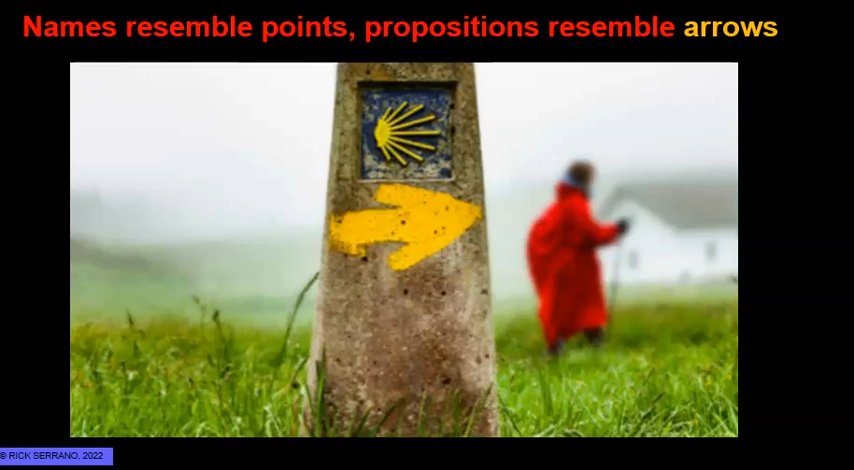 Names resemble points, propositions resemble arrows
© RICK SERRANO, 2022